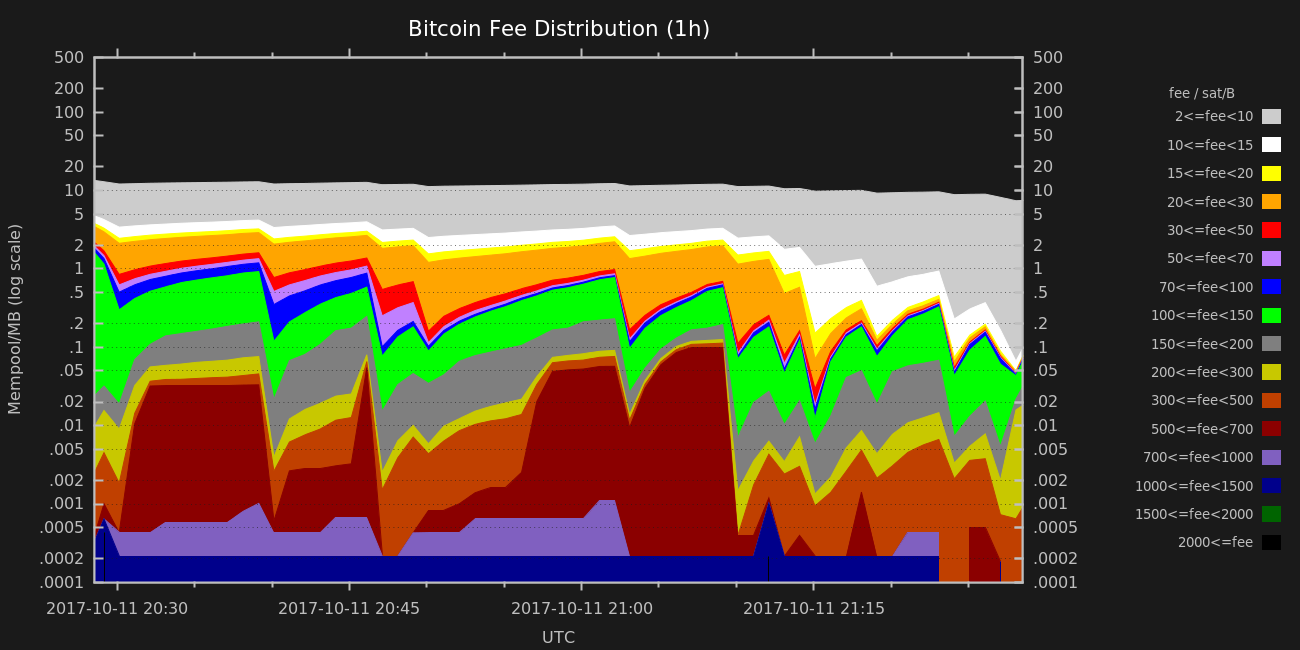 Bitcoin Fee Distribution (1h)
500 500
200 200
100 100
50 50
20 20
10 10
5 5
2 2
1 1
.5 .5
.2 .2
.1 .1
.05 .05
.02 .02
.01 .01
.005 .005
.002 .002
.001 .001
.0005 .0005
.0002 .0002
.0001 .0001
Mempool/MB (log scale)
2017-10-11 20:30 2017-10-11 20:45 2017-10-11 21:00 2017-10-11 21:15
UTC
fee / sat/B
2<=fee<10
10<=fee<15
15<=fee<20
20<=fee<30
30<=fee<50
50<=fee<70
70<=fee<100
100<=fee<150
150<=fee<200
200<=fee<300
300<=fee<500
500<=fee<700
700<=fee<1000
1000<=fee<1500
1500<=fee<2000
2000<=fee